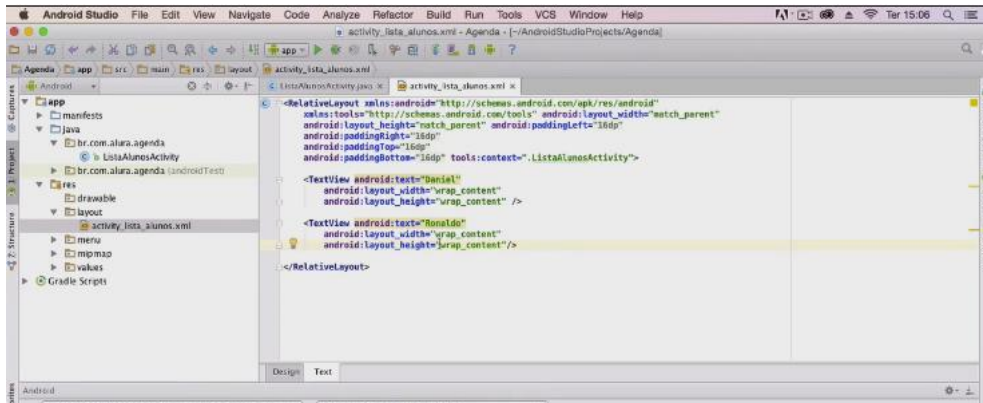 Android Studio File Edit View Navigate Code Analyze Refactor Build Run Tools VCS Window Help Ter 15:06
activity_lista_alunos.xml - Agenda - [~/AndroidStudioProjects/Agenda]
app
Agenda app src main res layout activity_lista_alunos.xml
Android ListaAlunosActivity.java activity_lista_alunos.xml
Captures
1: Project
7: Structure
app
manifests
java
br.com.alura.agenda
ListaAlunosActivity
br.com.alura.agenda (androidTest)
res
drawable
layout
activity_lista_alunos.xml
menu
mipmap
values
Gradle Scripts
<RelativeLayout xmlns:android="http://schemas.android.com/apk/res/android"
xmlns:tools="http://schemas.android.com/tools" android:layout_width="match_parent"
android:layout_height="match_parent" android:paddingLeft="16dp"
android:paddingRight="16dp"
android:paddingTop="16dp"
android:paddingBottom="16dp" tools:context=".ListaAlunosActivity">
<TextView android:text="Daniel"
android:layout_width="wrap_content"
android:layout_height="wrap_content" />
<TextView android:text="Ronaldo"
android:layout_width="wrap_content"
android:layout_height="wrap_content"/>
</RelativeLayout>
Design Text
Android